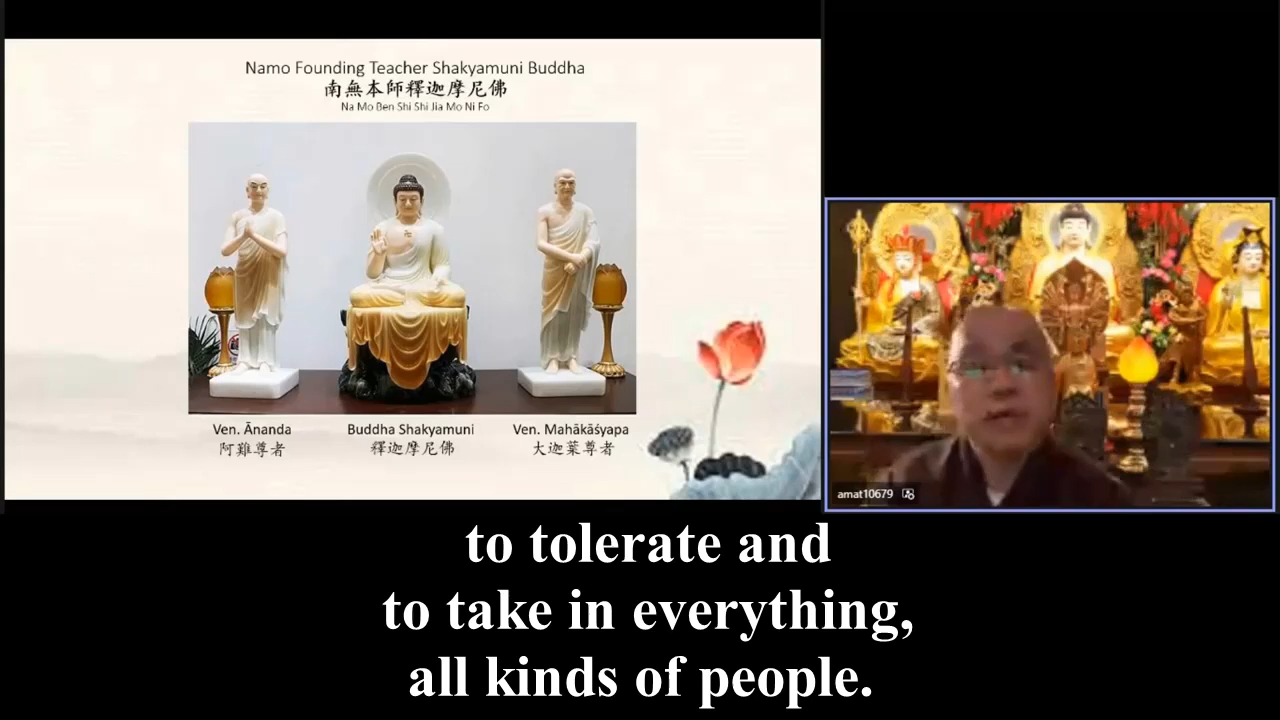 Namo Founding Teacher Shakyamuni Buddha
南無本師釋迦摩尼佛
Na Mo Ben Shi Shi Jia Mo Ni Fo
Ven. Ānanda
阿難尊者
Buddha Shakyamuni
釋迦摩尼佛
Ven. Mahākāśyapa
大迦葉尊者
amat10679
to tolerate and
to take in everything,
all kinds of people.